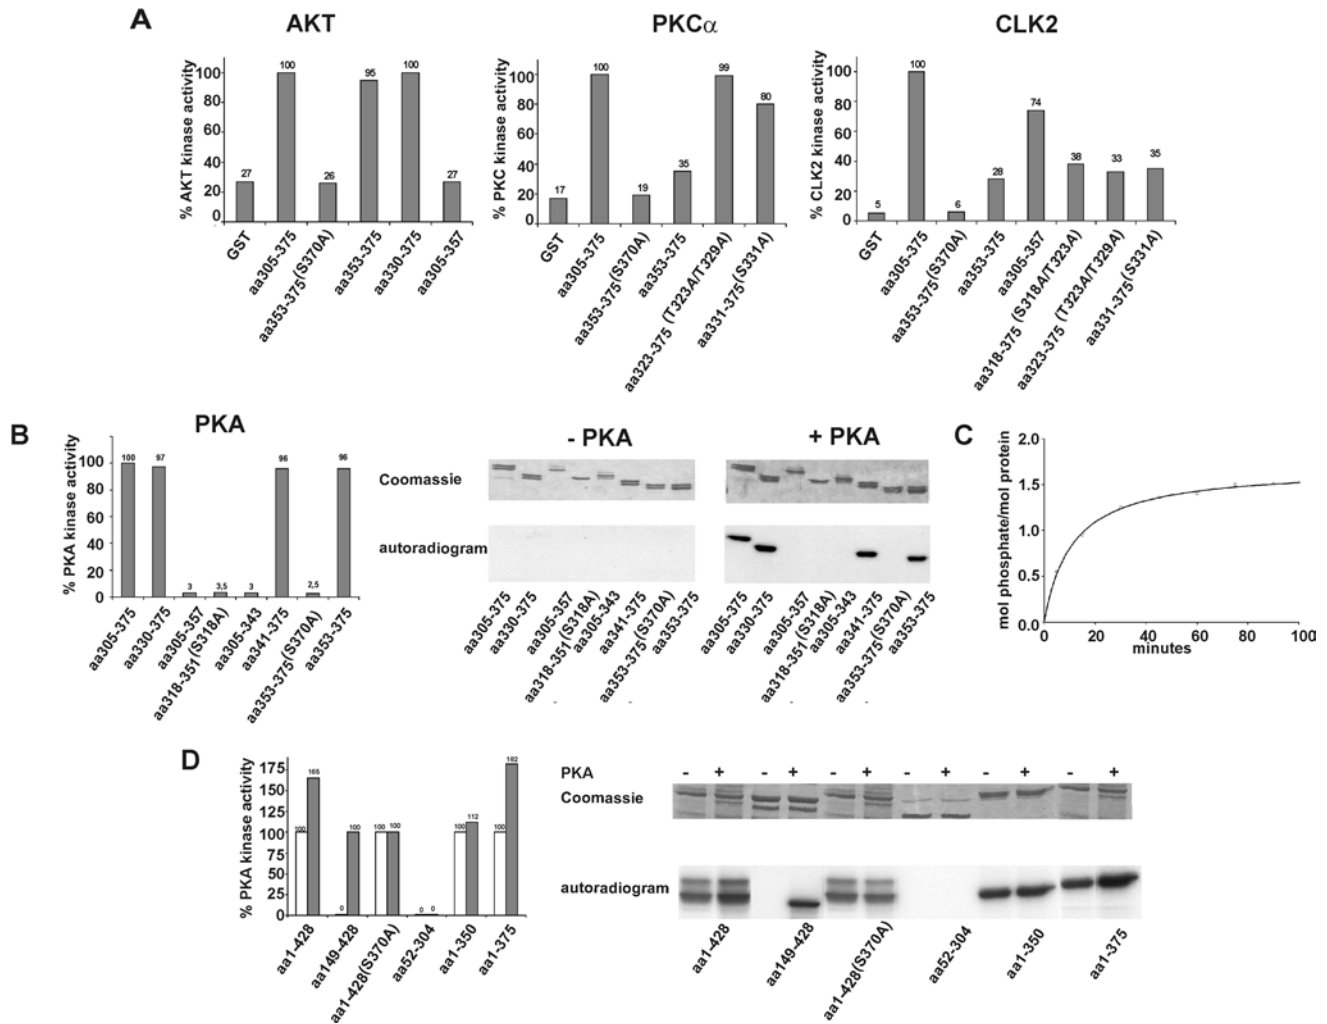 A
AKT
% AKT kinase activity
100
80
60
40
20
0
27
100
26
95
100
27
GST
aa305-375
aa353-375(S370A)
aa353-375
aa330-375
aa305-357
PKCα
% PKC kinase activity
100
80
60
40
20
0
17
100
19
35
99
80
GST
aa305-375
aa353-375(S370A)
aa353-375
aa323-375 (T323A/T329A)
aa331-375(S331A)
CLK2
% CLK2 kinase activity
100
80
60
40
20
0
5
100
6
28
74
38
33
35
GST
aa305-375
aa353-375(S370A)
aa353-375
aa305-357
aa318-375 (S318A/T323A)
aa323-375 (T323A/T329A)
aa331-375(S331A)
B
PKA
% PKA kinase activity
100
80
60
40
20
0
100
97
3
3,5
3
96
2,5
96
aa305-375
aa330-375
aa305-357
aa318-351(S318A)
aa305-343
aa341-375
aa353-375(S370A)
aa353-375
- PKA
+ PKA
Coomassie
autoradiogram
aa305-375
aa330-375
aa305-357
aa318-351(S318A)
aa305-343
aa341-375
aa353-375(S370A)
aa353-375
aa305-375
aa330-375
aa305-357
aa318-351(S318A)
aa305-343
aa341-375
aa353-375(S370A)
aa353-375
C
mol phosphate/mol protein
2.0
1.5
1.0
0.5
0.0
0 20 40 60 80 100
minutes
D
% PKA kinase activity
175
150
125
100
75
50
25
0
100
165
0
100
100
100
0
0
100
112
100
182
aa1-428
aa149-428
aa1-428(S370A)
aa52-304
aa1-350
aa1-375
PKA - + - + - + - + - + - +
Coomassie
autoradiogram
aa1-428
aa149-428
aa1-428(S370A)
aa52-304
aa1-350
aa1-375